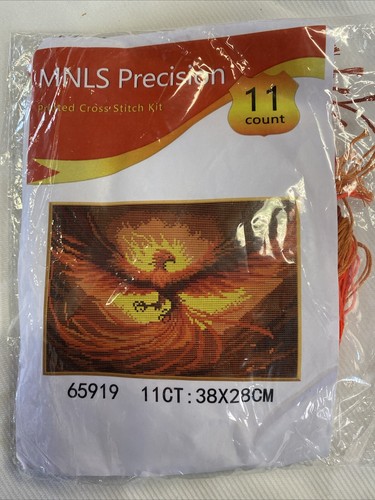 MNLS Precision
Printed Cross Stitch Kit
11
count
65919 11CT:38X28CM